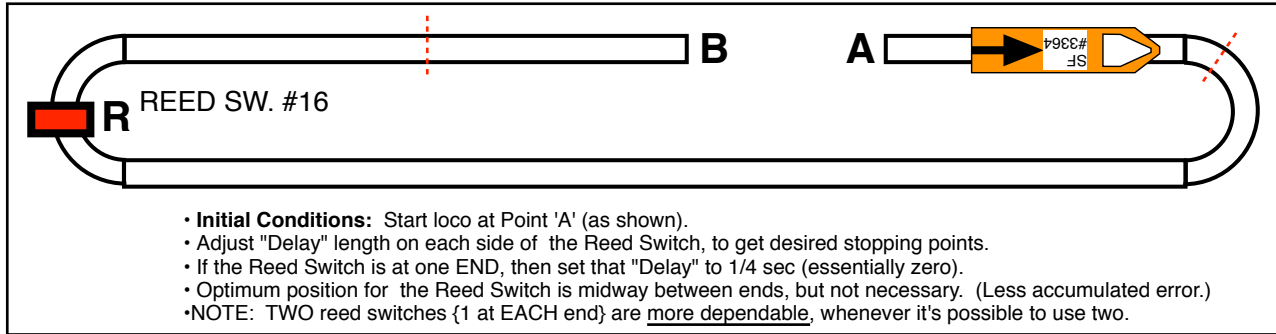 B
A
SF
#3364
R
REED SW. #16
• Initial Conditions: Start loco at Point 'A' (as shown).
• Adjust "Delay" length on each side of the Reed Switch, to get desired stopping points.
• If the Reed Switch is at one END, then set that "Delay" to 1/4 sec (essentially zero).
• Optimum position for the Reed Switch is midway between ends, but not necessary. (Less accumulated error.)
•NOTE: TWO reed switches {1 at EACH end} are more dependable, whenever it's possible to use two.